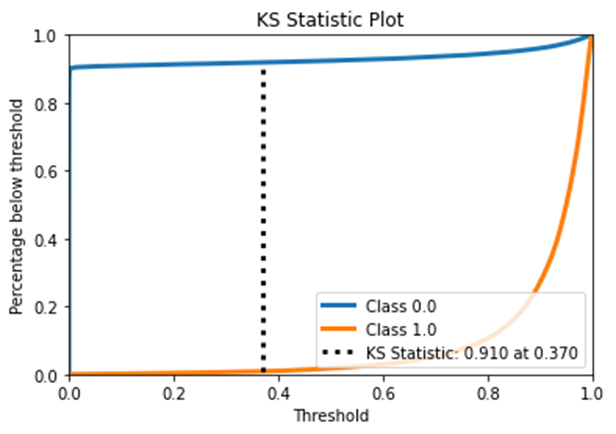 KS Statistic Plot
1.0
0.8
0.6
0.4
0.2
0.0
Percentage below threshold
Class 0.0
Class 1.0
KS Statistic: 0.910 at 0.370
0.0 0.2 0.4 0.6 0.8 1.0
Threshold